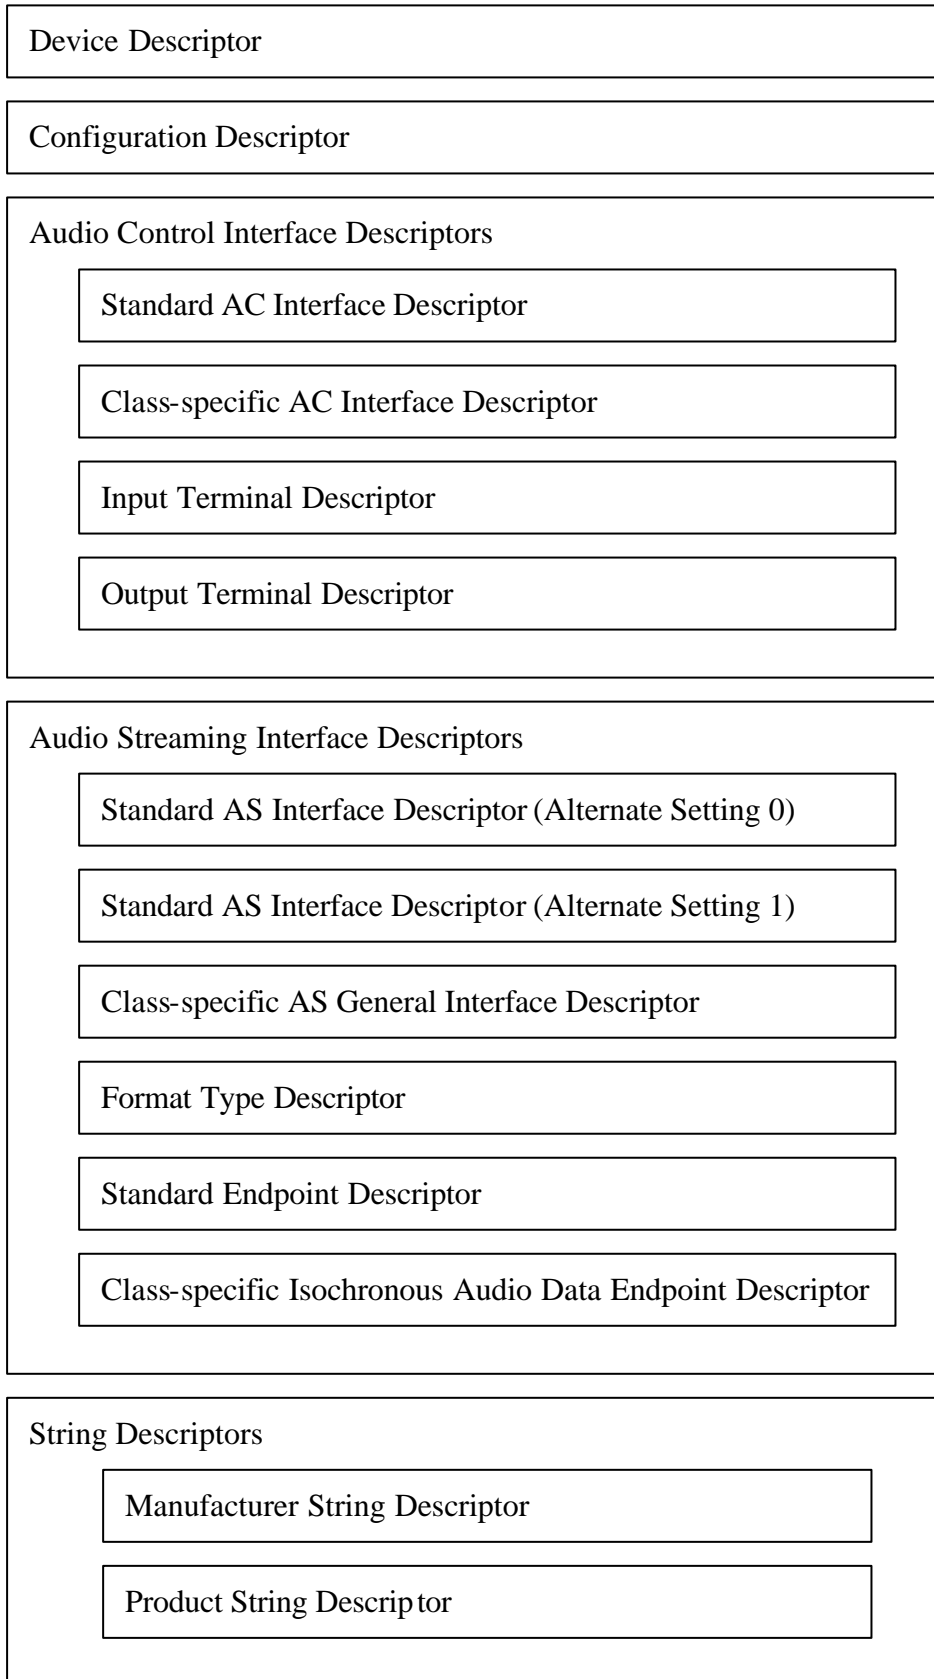 Device Descriptor
Configuration Descriptor
Audio Control Interface Descriptors
Standard AC Interface Descriptor
Class-specific AC Interface Descriptor
Input Terminal Descriptor
Output Terminal Descriptor
Audio Streaming Interface Descriptors
Standard AS Interface Descriptor (Alternate Setting 0)
Standard AS Interface Descriptor (Alternate Setting 1)
Class-specific AS General Interface Descriptor
Format Type Descriptor
Standard Endpoint Descriptor
Class-specific Isochronous Audio Data Endpoint Descriptor
String Descriptors
Manufacturer String Descriptor
Product String Descriptor